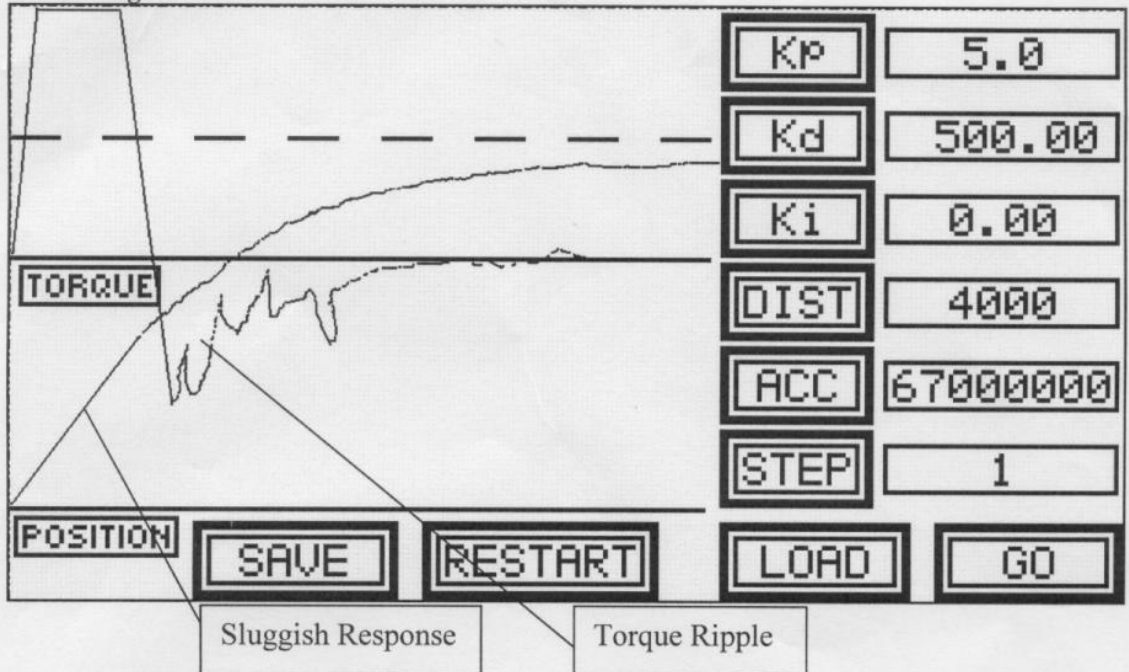 Kp 5.0
Kd 500.00
Ki 0.00
TORQUE
DIST 4000
ACC 67000000
STEP 1
POSITION
SAVE RESTART LOAD GO
Sluggish Response Torque Ripple